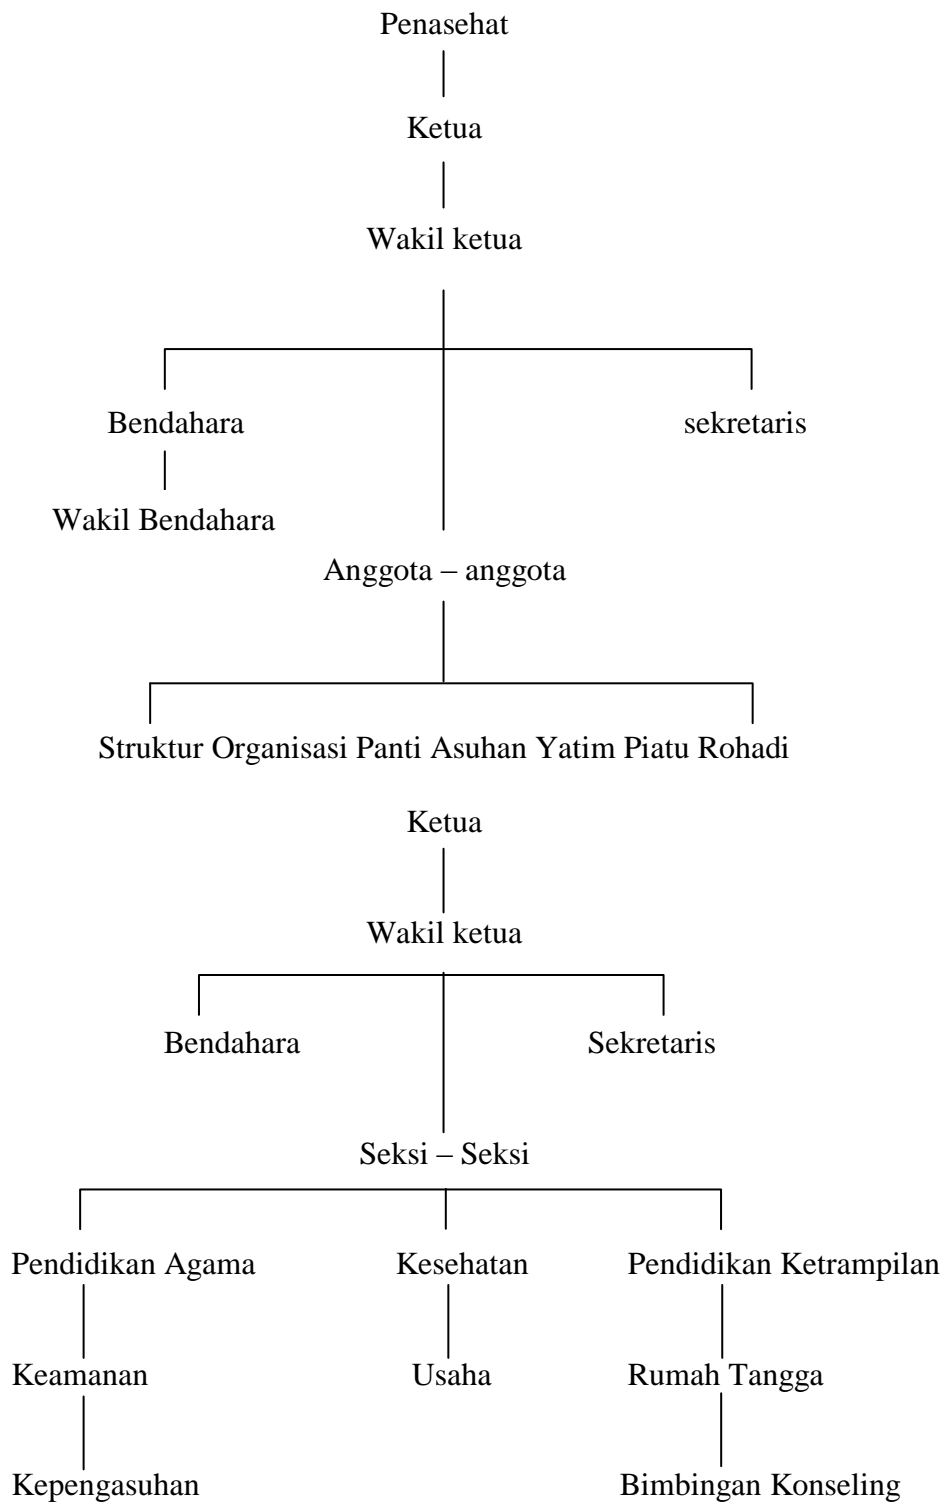 Penasehat
Ketua
Wakil ketua
Bendahara sekretaris
Wakil Bendahara
Anggota – anggota
Struktur Organisasi Panti Asuhan Yatim Piatu Rohadi
Ketua
Wakil ketua
Bendahara Sekretaris
Seksi – Seksi
Pendidikan Agama Kesehatan Pendidikan Ketrampilan
Keamanan Usaha Rumah Tangga
Kepengasuhan Bimbingan Konseling